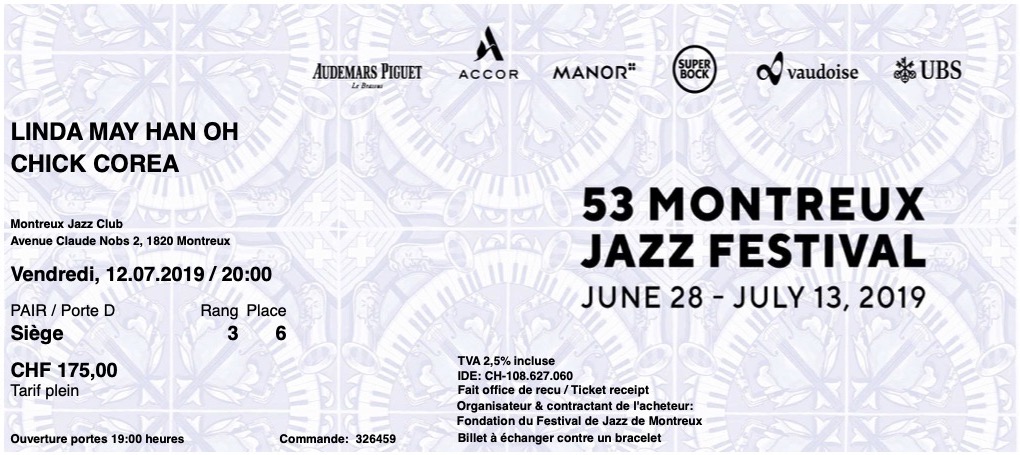 AUDEMARS PIGUET
Le Brassus
ACCOR
MANOR
SUPER BOCK
vaudoise
UBS
LINDA MAY HAN OH
CHICK COREA
53 MONTREUX
JAZZ FESTIVAL
JUNE 28 - JULY 13, 2019
Montreux Jazz Club
Avenue Claude Nobs 2, 1820 Montreux
Vendredi, 12.07.2019 / 20:00
PAIR / Porte D Rang Place
Siège 3 6
CHF 175,00
Tarif plein
TVA 2,5% incluse
IDE: CH-108.627.060
Fait office de recu / Ticket receipt
Organisateur & contractant de l'acheteur:
Fondation du Festival de Jazz de Montreux
Ouverture portes 19:00 heures
Commande: 326459
Billet à échanger contre un bracelet